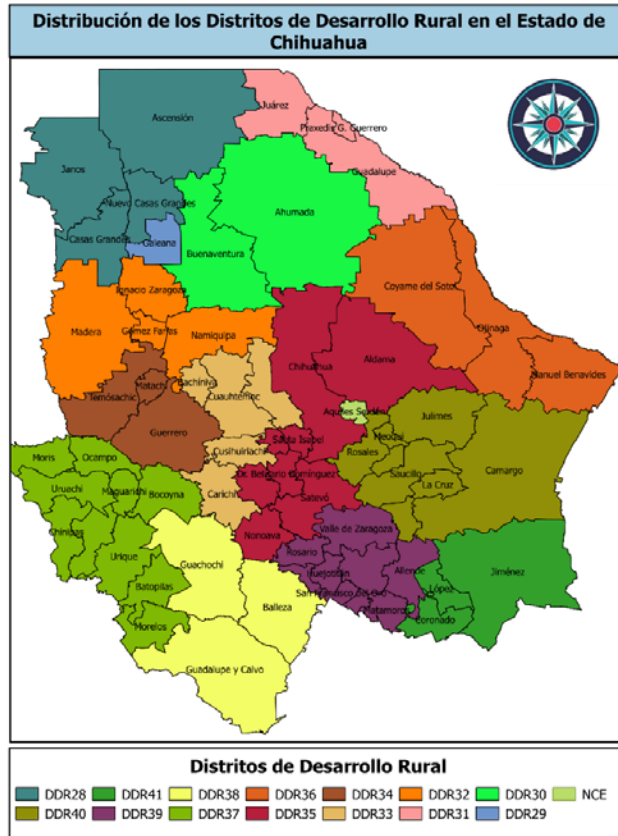 Distribución de los Distritos de Desarrollo Rural en el Estado de
Chihuahua
Ascensión
Juárez
Praxedis G. Guerrero
Guadalupe
Janos
Nuevo Casas Grandes
Ahumada
Casas Grandes
Galeana
Buenaventura
Coyame del Sotol
Ignacio Zaragoza
Ojinaga
Madera
Gómez Farías
Namiquipa
Chihuahua
Aldama
Manuel Benavides
Matachí
Bachíniva
Temósachic
Cuauhtémoc
Julimes
Aquiles Serdán
Guerrero
Meoqui
Santa Isabel
Rosales
Moris
Ocampo
Cusihuiriachi
Saucillo
Camargo
Dr. Belisario Domínguez
La Cruz
Uruachi
Maguarichi
Bocoyna
Carichí
Satevó
Chínipas
Nonoava
Valle de Zaragoza
Urique
Guachochi
Rosario
Huejotitán
Allende
Jiménez
López
Batopilas
San Francisco del Oro
Balleza
Matamoros
Coronado
Morelos
Guadalupe y Calvo
Distritos de Desarrollo Rural
DDR28 DDR41 DDR38 DDR36 DDR34 DDR32 DDR30 NCE
DDR40 DDR39 DDR37 DDR35 DDR33 DDR31 DDR29